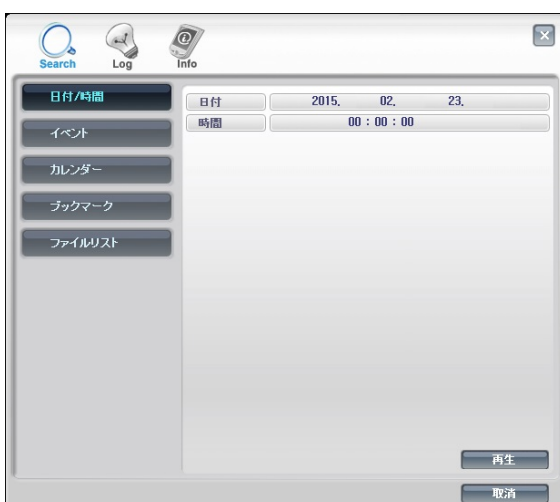 Search Log Info
日付/時間
イベント
カレンダー
ブックマーク
ファイルリスト
日付 2015. 02. 23.
時間 00 : 00 : 00
再生
取消